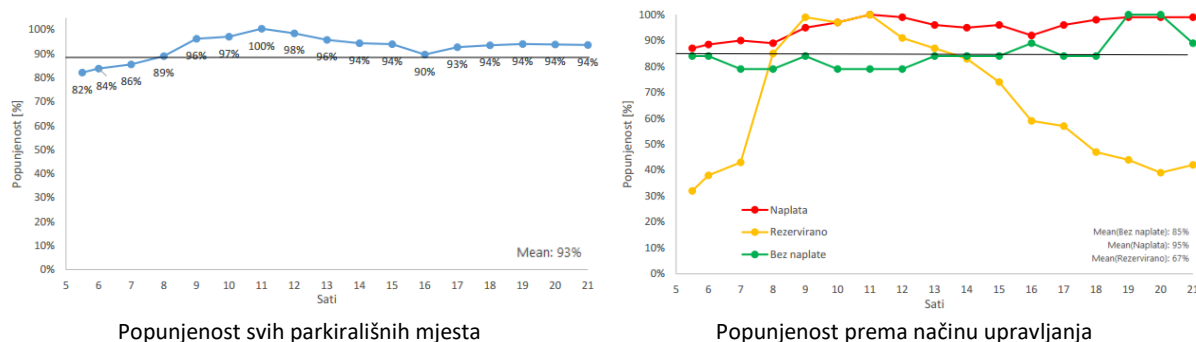 100%
90%
80%
70%
60%
50%
40%
30%
20%
10%
0%
Popunjenost [%]
82%
84%
86%
89%
96%
97%
100%
98%
96%
94%
94%
90%
93%
94%
94%
94%
94%
Mean: 93%
5 6 7 8 9 10 11 12 13 14 15 16 17 18 19 20 21
Sati
Popunjenost svih parkirališnih mjesta
100%
90%
80%
70%
60%
50%
40%
30%
20%
10%
0%
Popunjenost [%]
Naplata
Rezervirano
Bez naplate
Mean(Bez naplate): 85%
Mean(Naplata): 95%
Mean(Rezervirano): 67%
5 6 7 8 9 10 11 12 13 14 15 16 17 18 19 20 21
Sati
Popunjenost prema načinu upravljanja